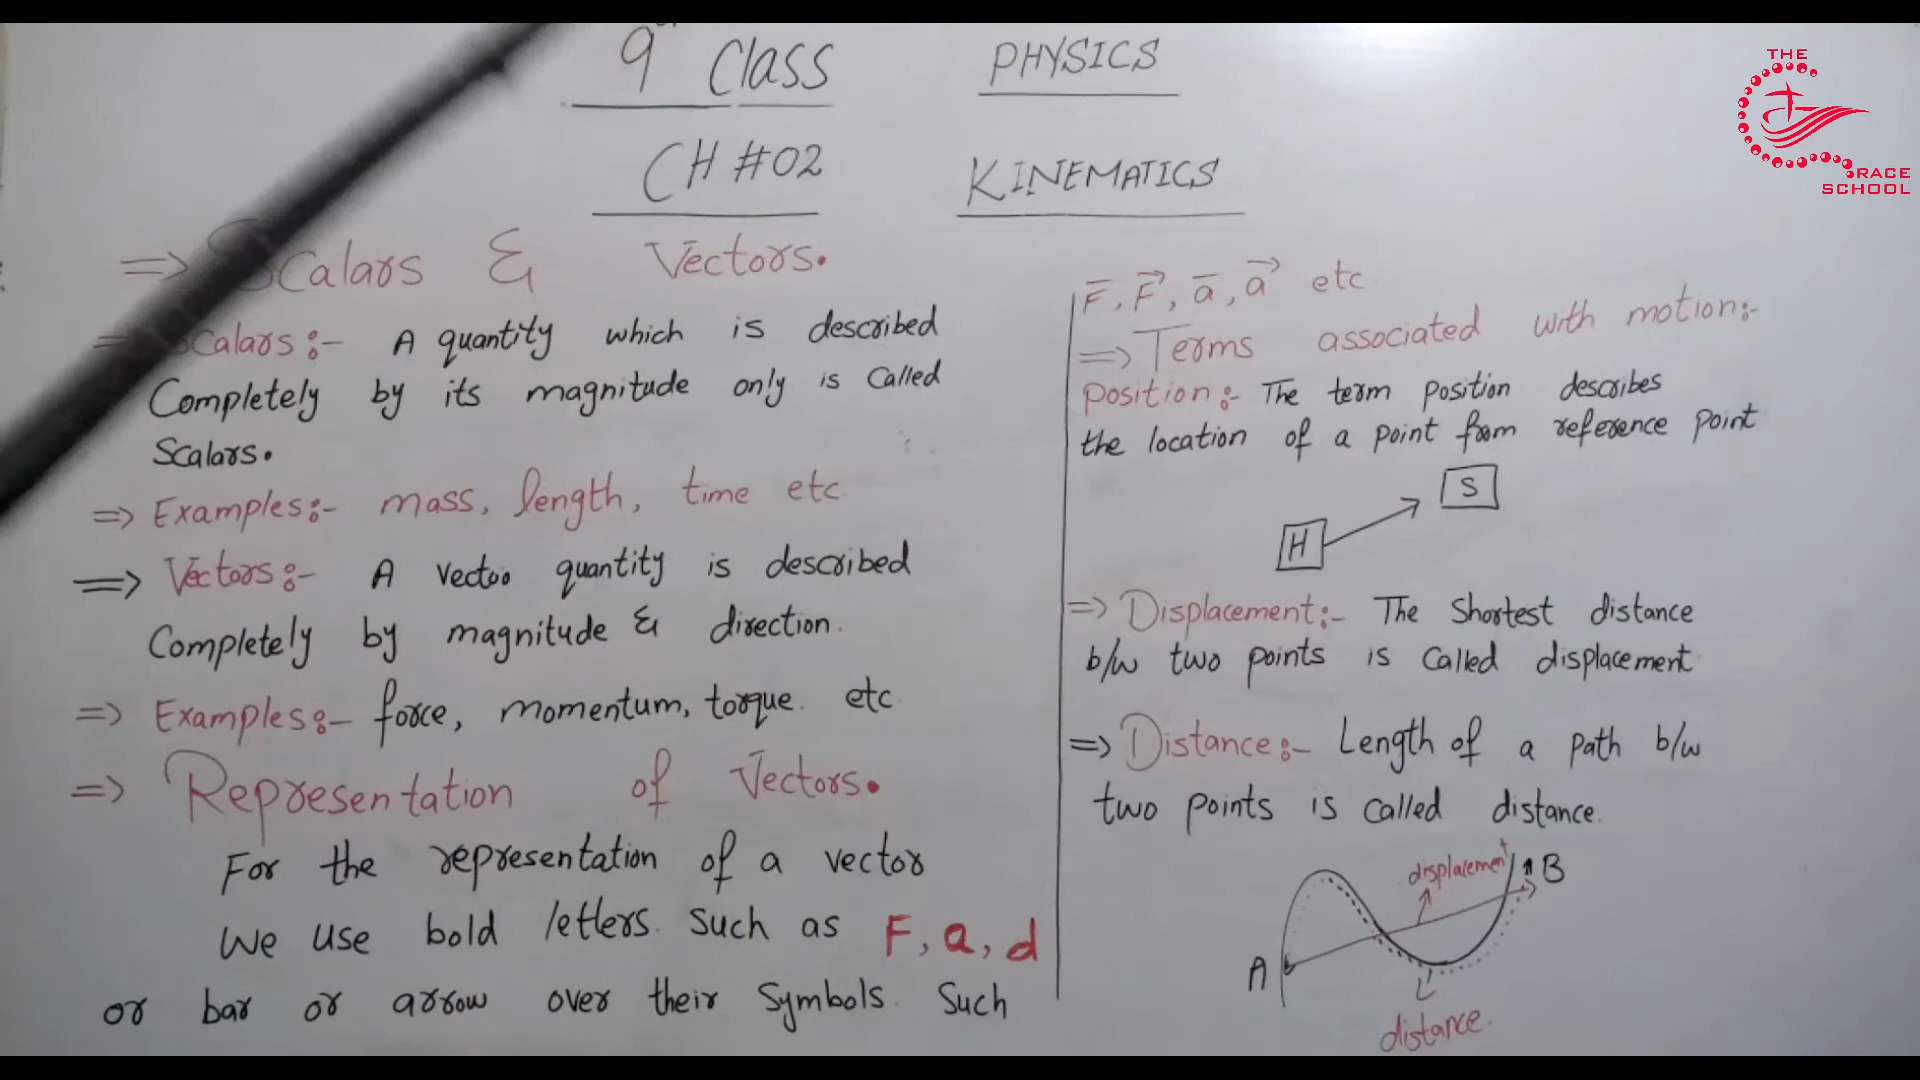 9th Class PHYSICS
CH #02 KINEMATICS
THE
GRACE
SCHOOL
=> Scalars & Vectors.
=> Scalars:- A quantity which is described
Completely by its magnitude only is Called
Scalars.
=> Examples:- mass, length, time etc
=> Vectors:- A vector quantity is described
Completely by magnitude & direction.
=> Examples:- force, momentum, torque. etc
=> Representation of Vectors.
For the representation of a vector
We use bold letters. Such as F, a, d
or bar or arrow over their Symbols. Such
F̄, F⃗, ā, a⃗ etc
=> Terms associated with motion:-
Position:- The term position describes
the location of a point from reference point
S
H
=> Displacement:- The Shortest distance
b/w two points is Called displacement
=> Distance:- Length of a Path b/w
two points is Called distance.
displacement B
A
distance.